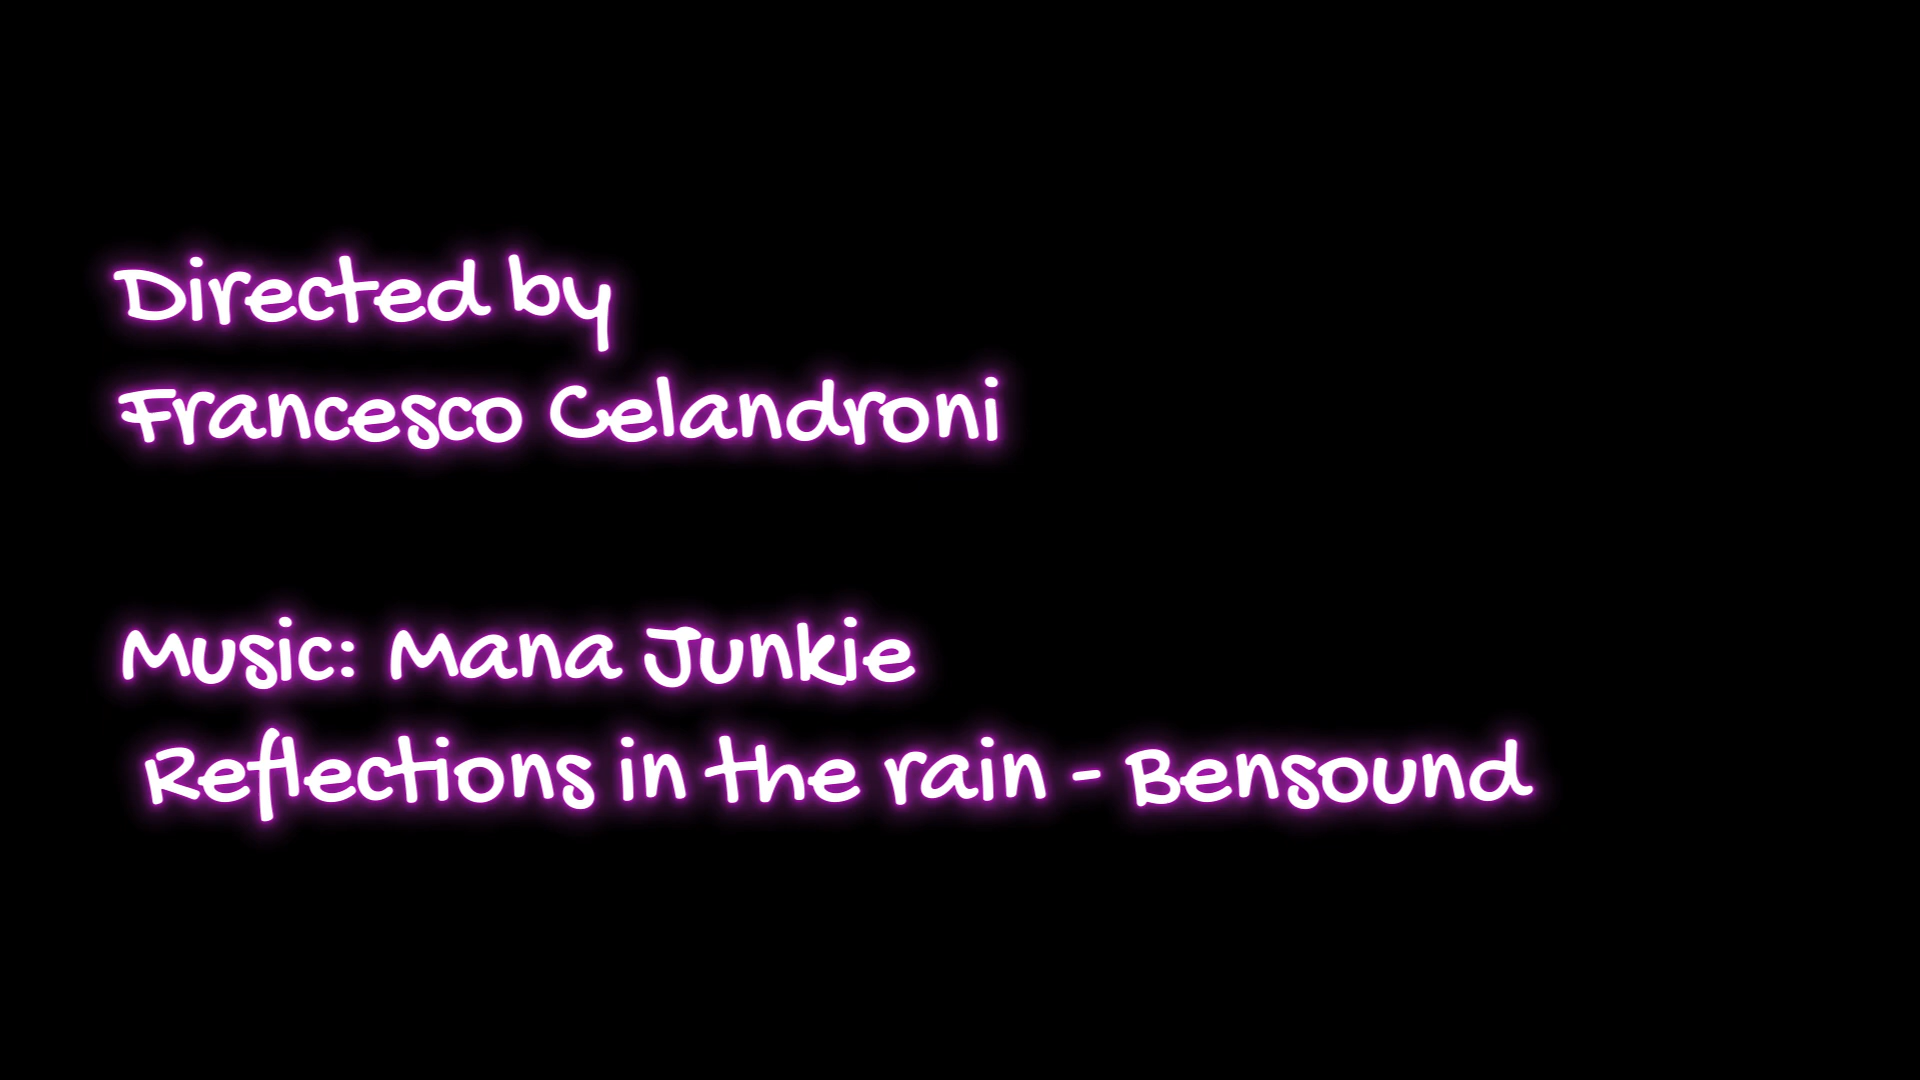 Directed by
Francesco Celandroni
Music: Mana Junkie
Reflections in the rain - Bensound